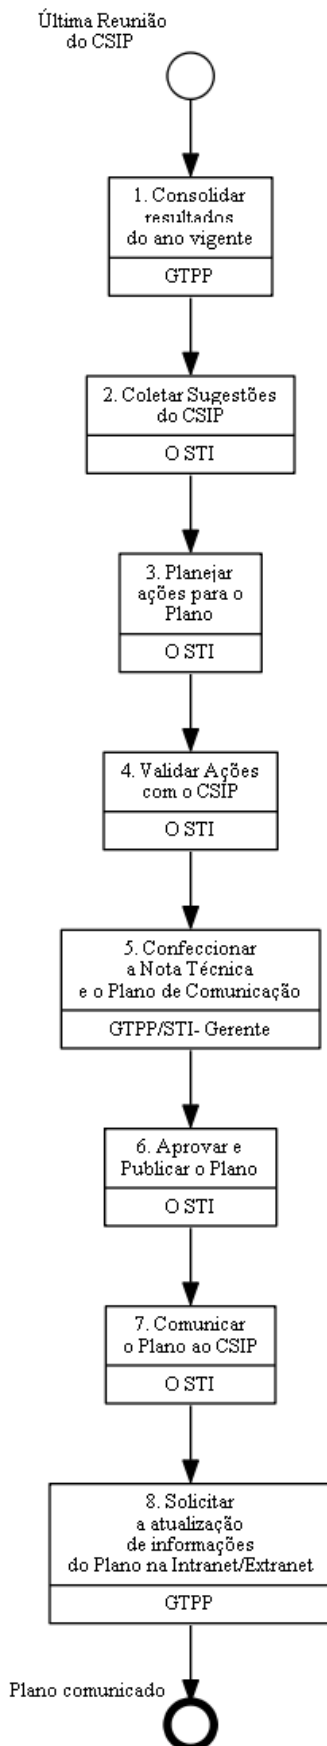 Última Reunião
do CSIP
1. Consolidar
resultados
do ano vigente
GTPP
2. Coletar Sugestões
do CSIP
O STI
3. Planejar
ações para o
Plano
O STI
4. Validar Ações
com o CSIP
O STI
5. Confeccionar
a Nota Técnica
e o Plano de Comunicação
GTPP/STI- Gerente
6. Aprovar e
Publicar o Plano
O STI
7. Comunicar
o Plano ao CSIP
O STI
8. Solicitar
a atualização
de informações
do Plano na Intranet/Extranet
GTPP
Plano comunicado